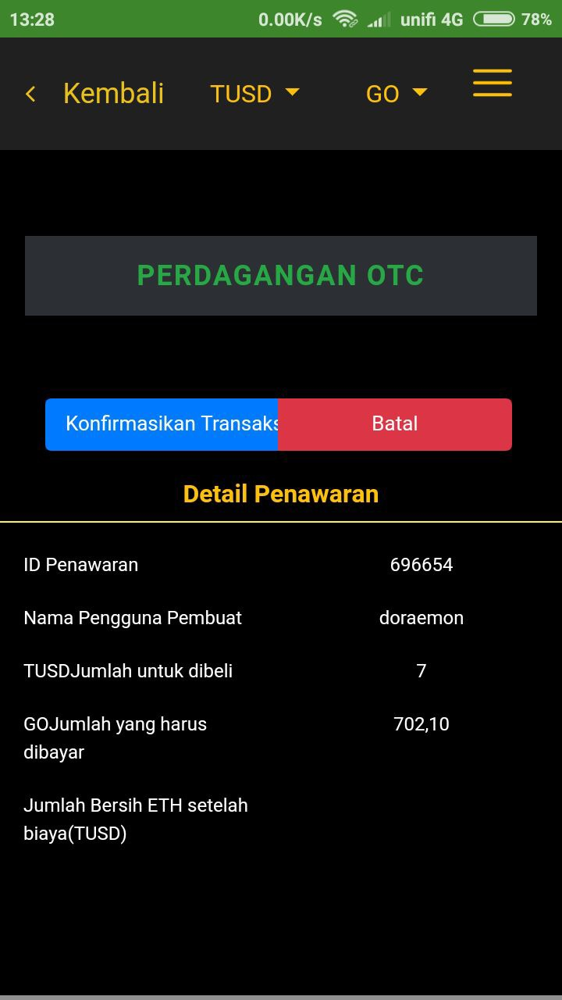 13:28 0.00K/s unifi 4G 78%
Kembali TUSD GO
PERDAGANGAN OTC
Konfirmasikan Transaks Batal
Detail Penawaran
ID Penawaran 696654
Nama Pengguna Pembuat doraemon
TUSDJumlah untuk dibeli 7
GOJumlah yang harus 702,10
dibayar
Jumlah Bersih ETH setelah
biaya(TUSD)